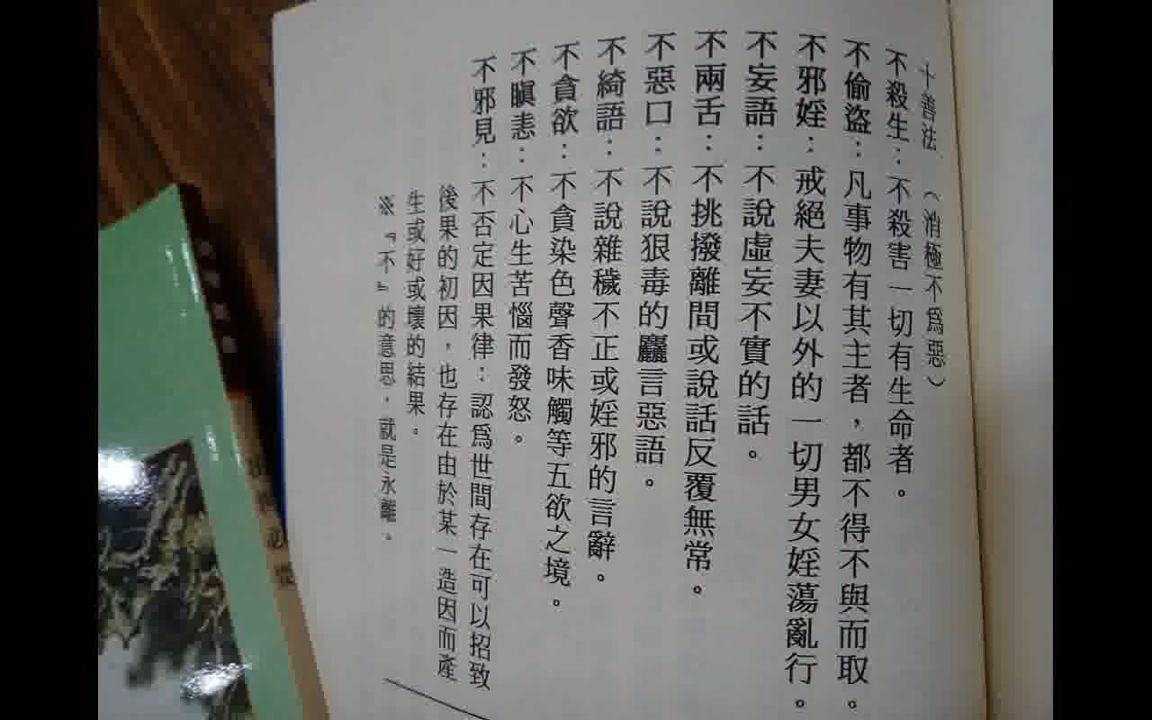 十善法 （消極不爲惡）
不殺生：不殺害一切有生命者。
不偷盜：凡事物有其主者，都不得不與而取。
不邪婬：戒絕夫妻以外的一切男女婬蕩亂行。
不妄語：不說虛妄不實的話。
不兩舌：不挑撥離間或說話反覆無常。
不惡口：不說狠毒的麤言惡語。
不綺語：不說雜穢不正或婬邪的言辭。
不貪欲：不貪染色聲香味觸等五欲之境。
不瞋恚：不心生苦惱而發怒。
不邪見：不否定因果律：認爲世間存在可以招致
後果的初因，也存在由於某一造因而產
生或好或壞的結果。
※『不』的意思，就是永離。